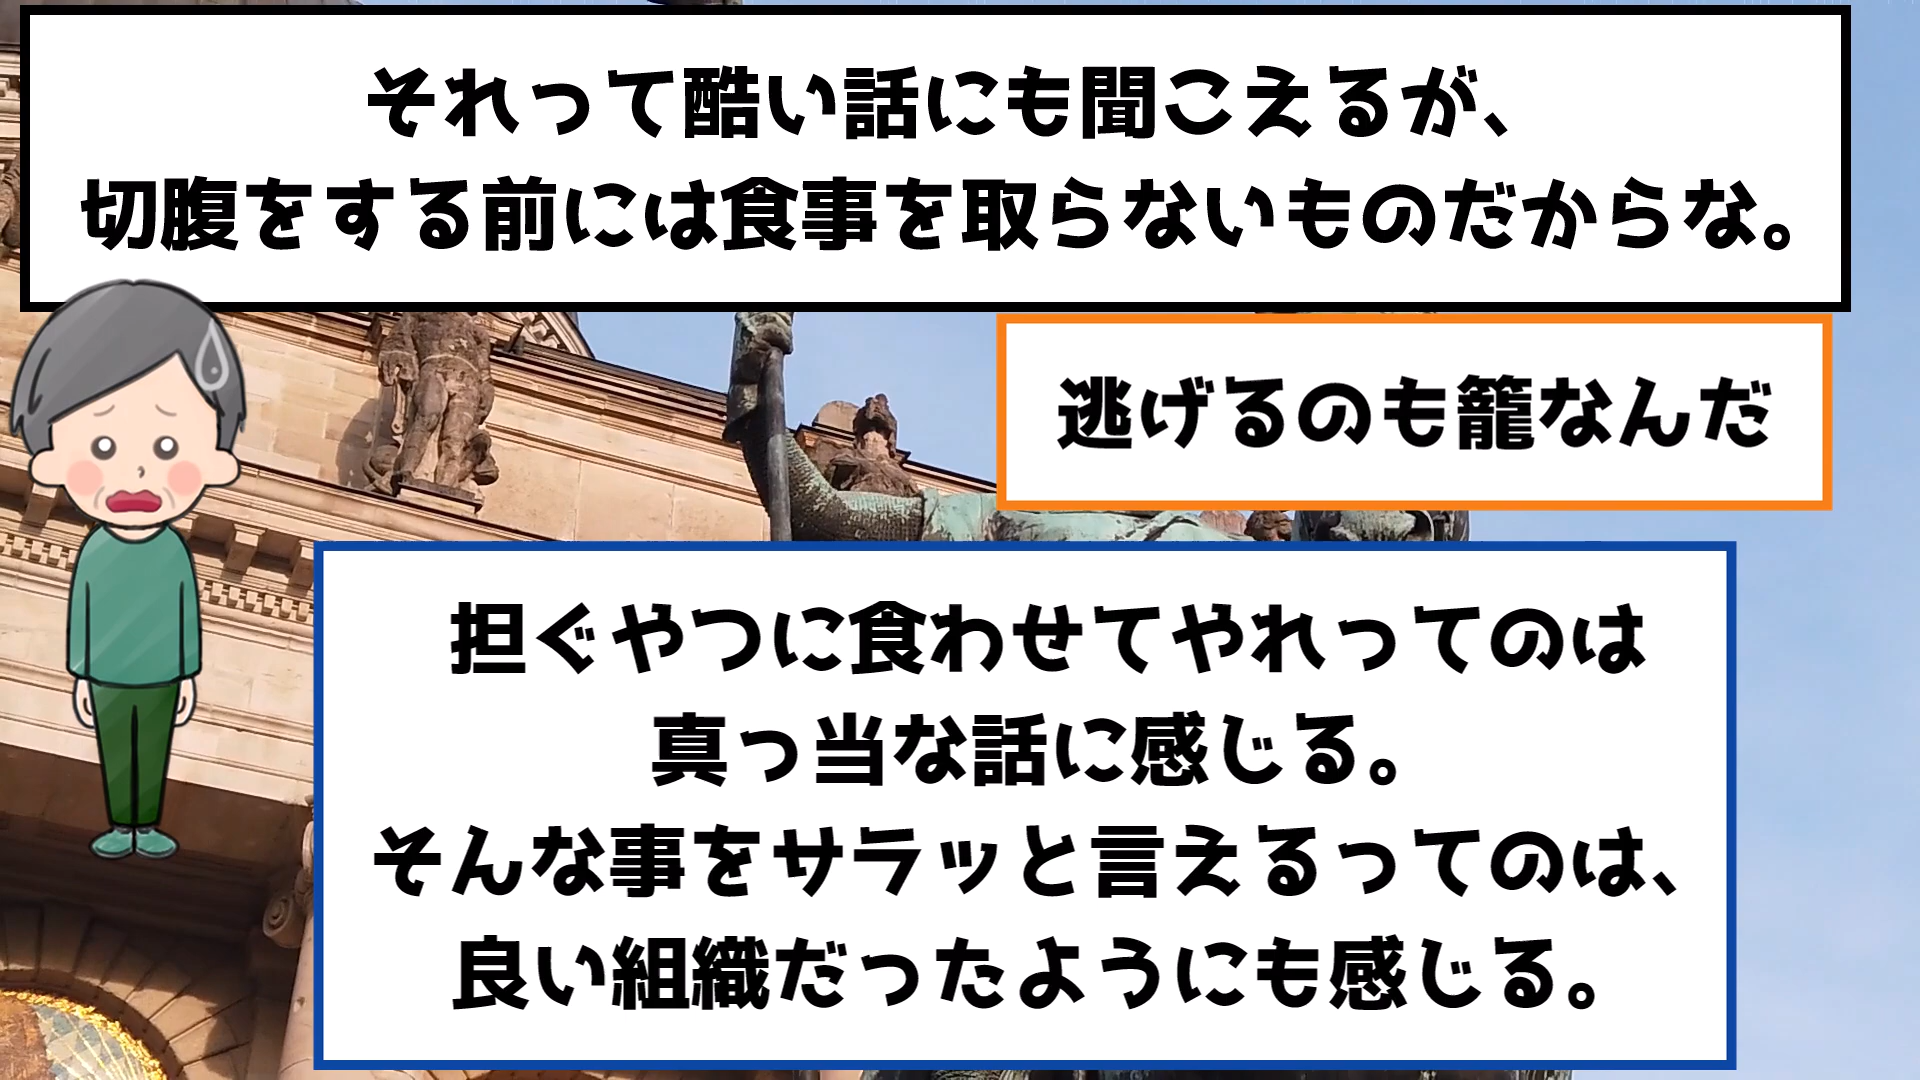 それって酷い話にも聞こえるが、
切腹をする前には食事を取らないものだからな。
逃げるのも籠なんだ
担ぐやつに食わせてやれってのは
真っ当な話に感じる。
そんな事をサラッと言えるってのは、
良い組織だったようにも感じる。